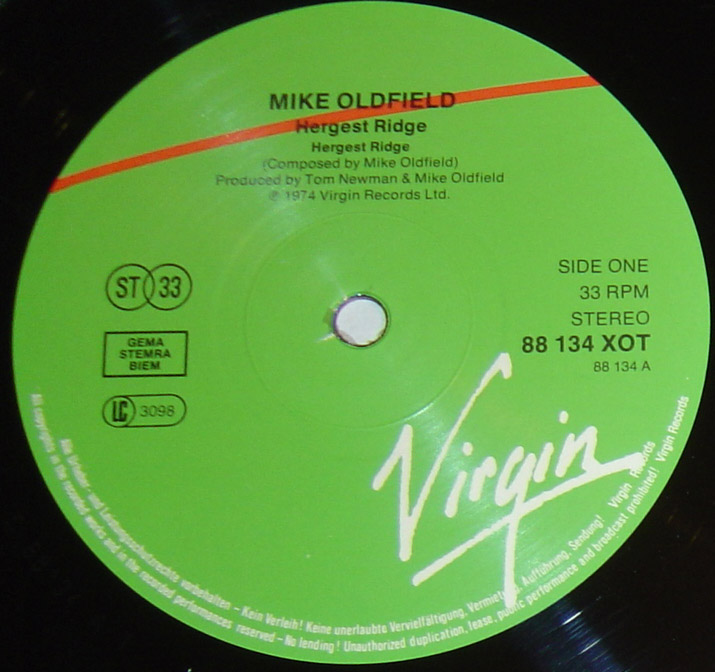 MIKE OLDFIELD
Hergest Ridge
Hergest Ridge
(Composed by Mike Oldfield)
Produced by Tom Newman & Mike Oldfield
℗ 1974 Virgin Records Ltd.
ST 33
GEMA
STEMRA
BIEM
LC 3098
SIDE ONE
33 RPM
STEREO
88 134 XOT
88 134 A
Virgin
Alle Urheber- und Leistungsschutzrechte vorbehalten – Kein Verleih! Keine unerlaubte Vervielfältigung, Aufführung, Sendung! Virgin Records
All copyrights in the recorded works and in the recorded performances reserved – No lending! Unauthorized duplication, lease, public performance and broadcast prohibited! Virgin Records